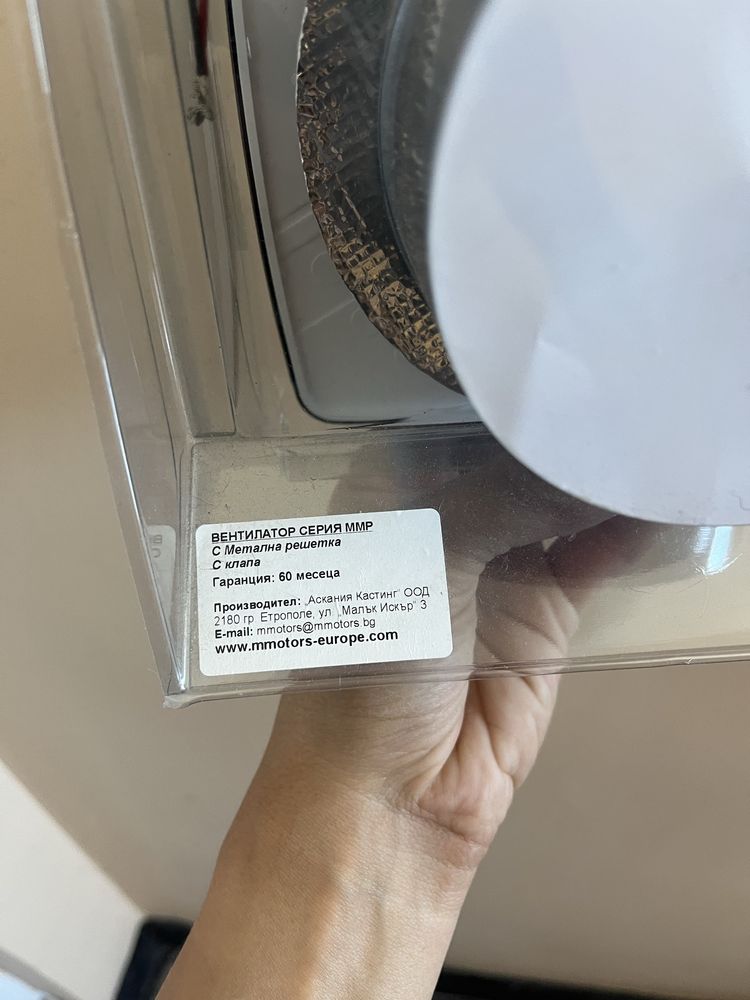 ВЕНТИЛАТОР СЕРИЯ ММР
С Метална решетка
С клапа
Гаранция: 60 месеца
Производител: „Аскания Кастинг" ООД
2180 гр. Етрополе, ул. „Малък Искър" 3
E-mail: mmotors@mmotors.bg
www.mmotors-europe.com